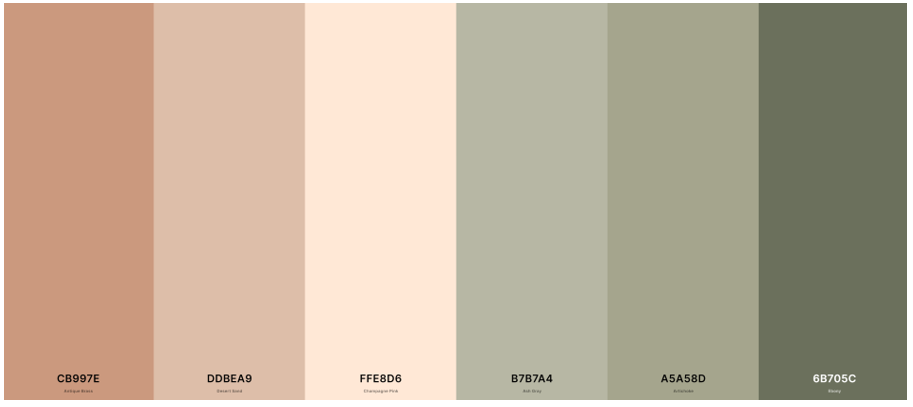 CB997E
Antique Brass
DDBEA9
Desert Sand
FFE8D6
Champagne Pink
B7B7A4
Ash Gray
A5A58D
Artichoke
6B705C
Ebony